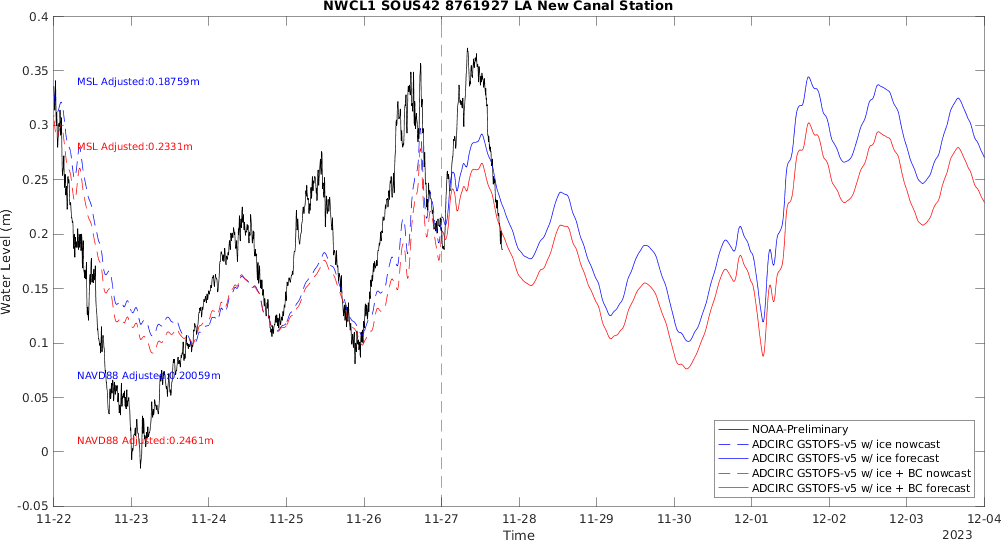 NWCL1 SOUS42 8761927 LA New Canal Station
0.4
0.35
0.3
0.25
0.2
0.15
0.1
0.05
0
-0.05
Water Level (m)
MSL Adjusted:0.18759m
MSL Adjusted:0.2331m
NAVD88 Adjusted:0.20059m
NAVD88 Adjusted:0.2461m
NOAA-Preliminary
ADCIRC GSTOFS-v5 w/ ice nowcast
ADCIRC GSTOFS-v5 w/ ice forecast
ADCIRC GSTOFS-v5 w/ ice + BC nowcast
ADCIRC GSTOFS-v5 w/ ice + BC forecast
11-22 11-23 11-24 11-25 11-26 11-27 11-28 11-29 11-30 12-01 12-02 12-03 12-04
Time
2023